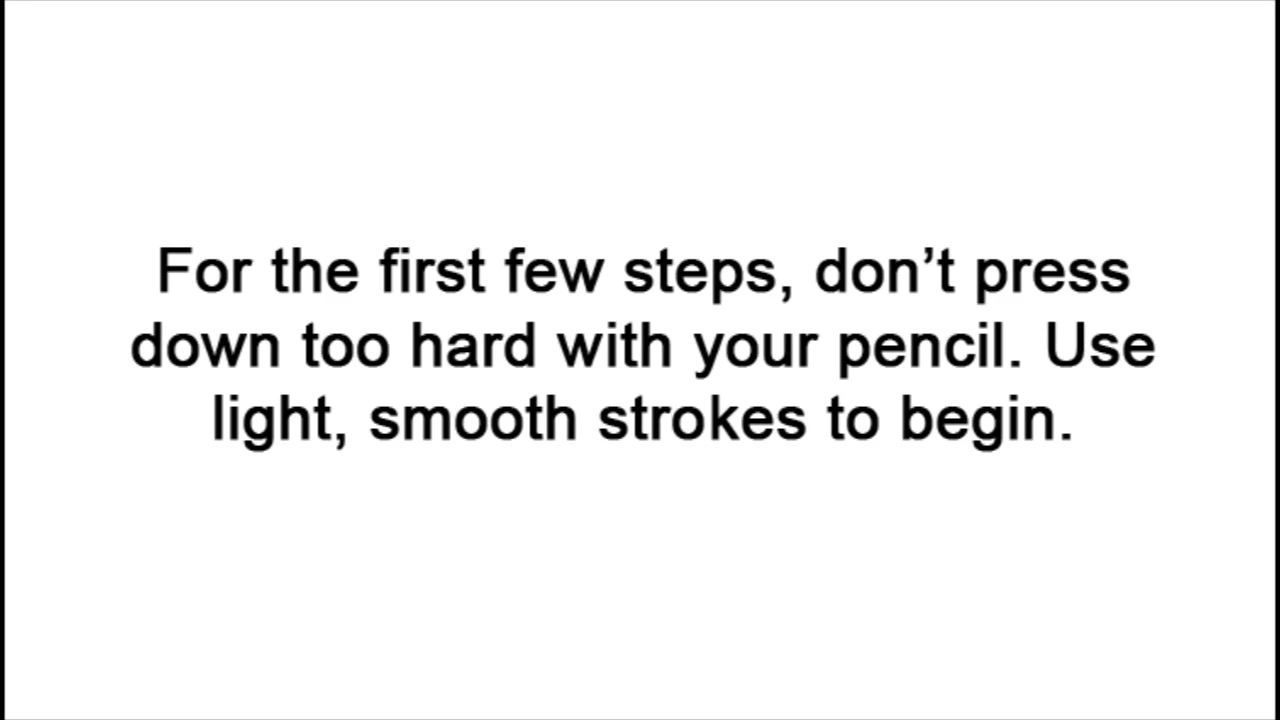 For the first few steps, don’t press
down too hard with your pencil. Use
light, smooth strokes to begin.